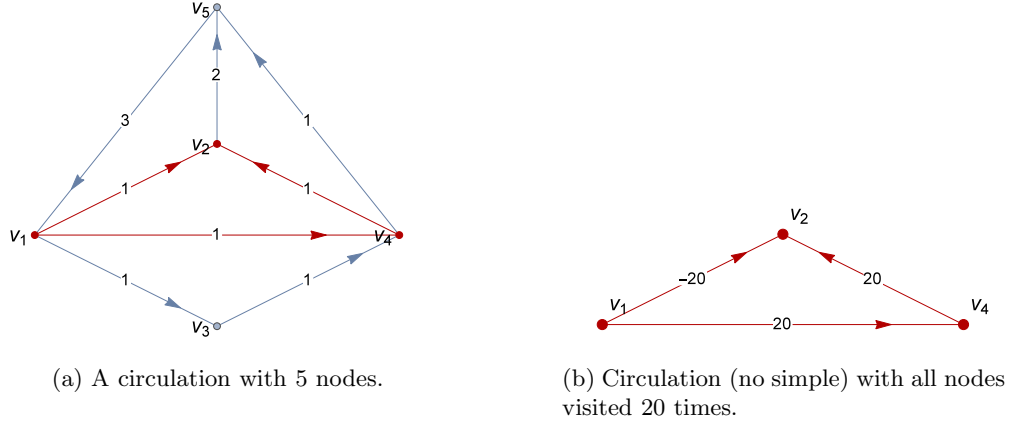 v5
2
3
1
v2
1
1
v1
1
v4
1
1
v3
v2
–20
20
v1
v4
20
(a) A circulation with 5 nodes.
(b) Circulation (no simple) with all nodes
visited 20 times.